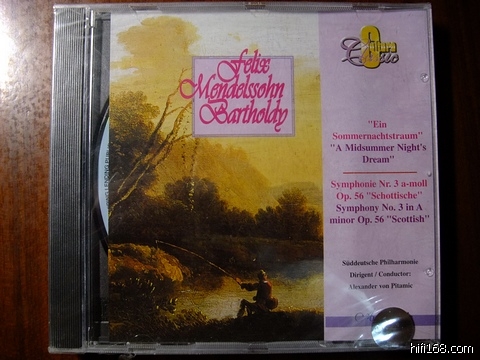 Felix
Mendelssohn
Bartholdy
"Ein
Sommernachtstraum"
"A Midsummer Night's
Dream"
Symphonie Nr. 3 a-moll
Op. 56 "Schottische"
Symphony No. 3 in A
minor Op. 56 "Scottish"
Süddeutsche Philharmonie
Dirigent / Conductor:
Alexander von Pitamic
hifi168.com